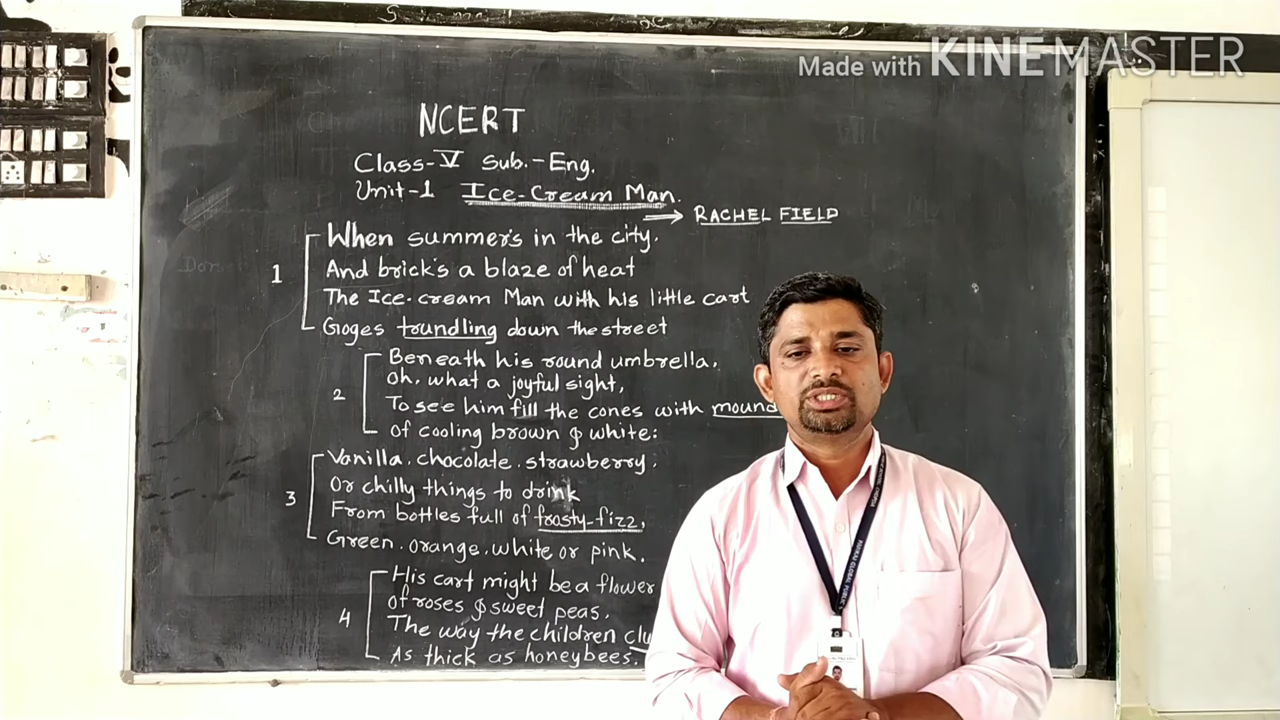 Made with KINEMASTER
NCERT
Class-V Sub.-Eng.
Unit-1 Ice-Cream Man.
→ RACHEL FIELD
1 When summer's in the city,
And brick's a blaze of heat
The Ice-cream Man with his little cart
Goges trundling down the street
2 Beneath his round umbrella,
Oh, what a joyful sight,
To see him fill the cones with mound
Of cooling brown & white:
3 Vanilla, chocolate, strawberry,
Or chilly things to drink
From bottles full of frosty-fizz,
Green, orange, white or pink.
4 His cart might be a flower
Of roses & sweet peas,
The way the children clu
As thick as honeybees.